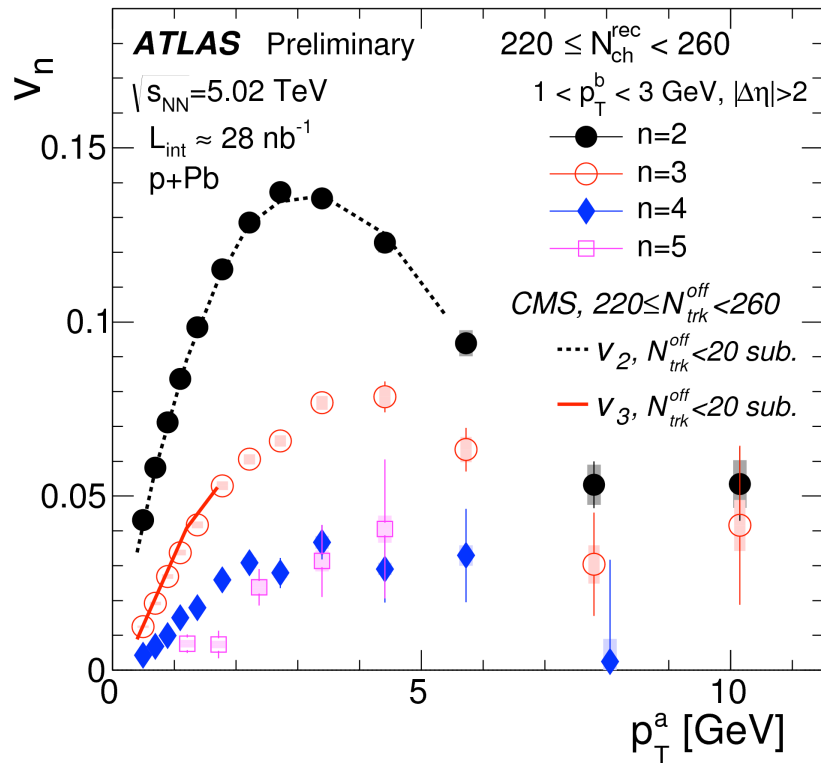 ATLAS Preliminary
220 ≤ N_ch^rec < 260
√s_NN=5.02 TeV
L_int ≈ 28 nb⁻¹
p+Pb
1 < p_T^b < 3 GeV, |Δη|>2
n=2
n=3
n=4
n=5
CMS, 220≤N_trk^off<260
v_2, N_trk^off<20 sub.
v_3, N_trk^off<20 sub.
v_n
0.15
0.1
0.05
0
0
5
10
p_T^a [GeV]